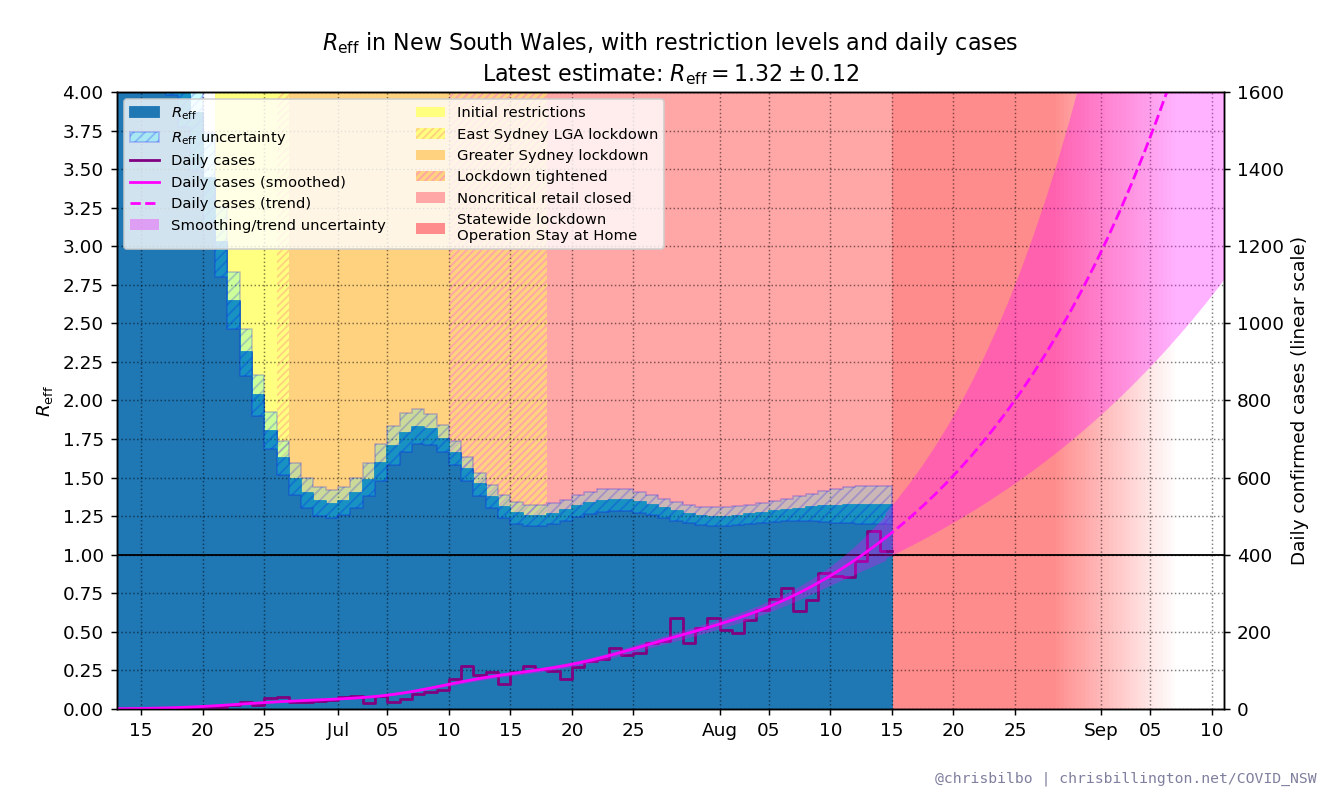 Reff in New South Wales, with restriction levels and daily cases
Latest estimate: Reff = 1.32 ± 0.12
4.00
3.75
3.50
3.25
3.00
2.75
2.50
2.25
2.00
1.75
1.50
1.25
1.00
0.75
0.50
0.25
0.00
Reff
Reff
Reff uncertainty
Daily cases
Daily cases (smoothed)
Daily cases (trend)
Smoothing/trend uncertainty
Initial restrictions
East Sydney LGA lockdown
Greater Sydney lockdown
Lockdown tightened
Noncritical retail closed
Statewide lockdown
Operation Stay at Home
1600
1400
1200
1000
800
600
400
200
0
Daily confirmed cases (linear scale)
15 20 25 Jul 05 10 15 20 25 Aug 05 10 15 20 25 Sep 05 10
@chrisbilbo | chrisbillington.net/COVID_NSW